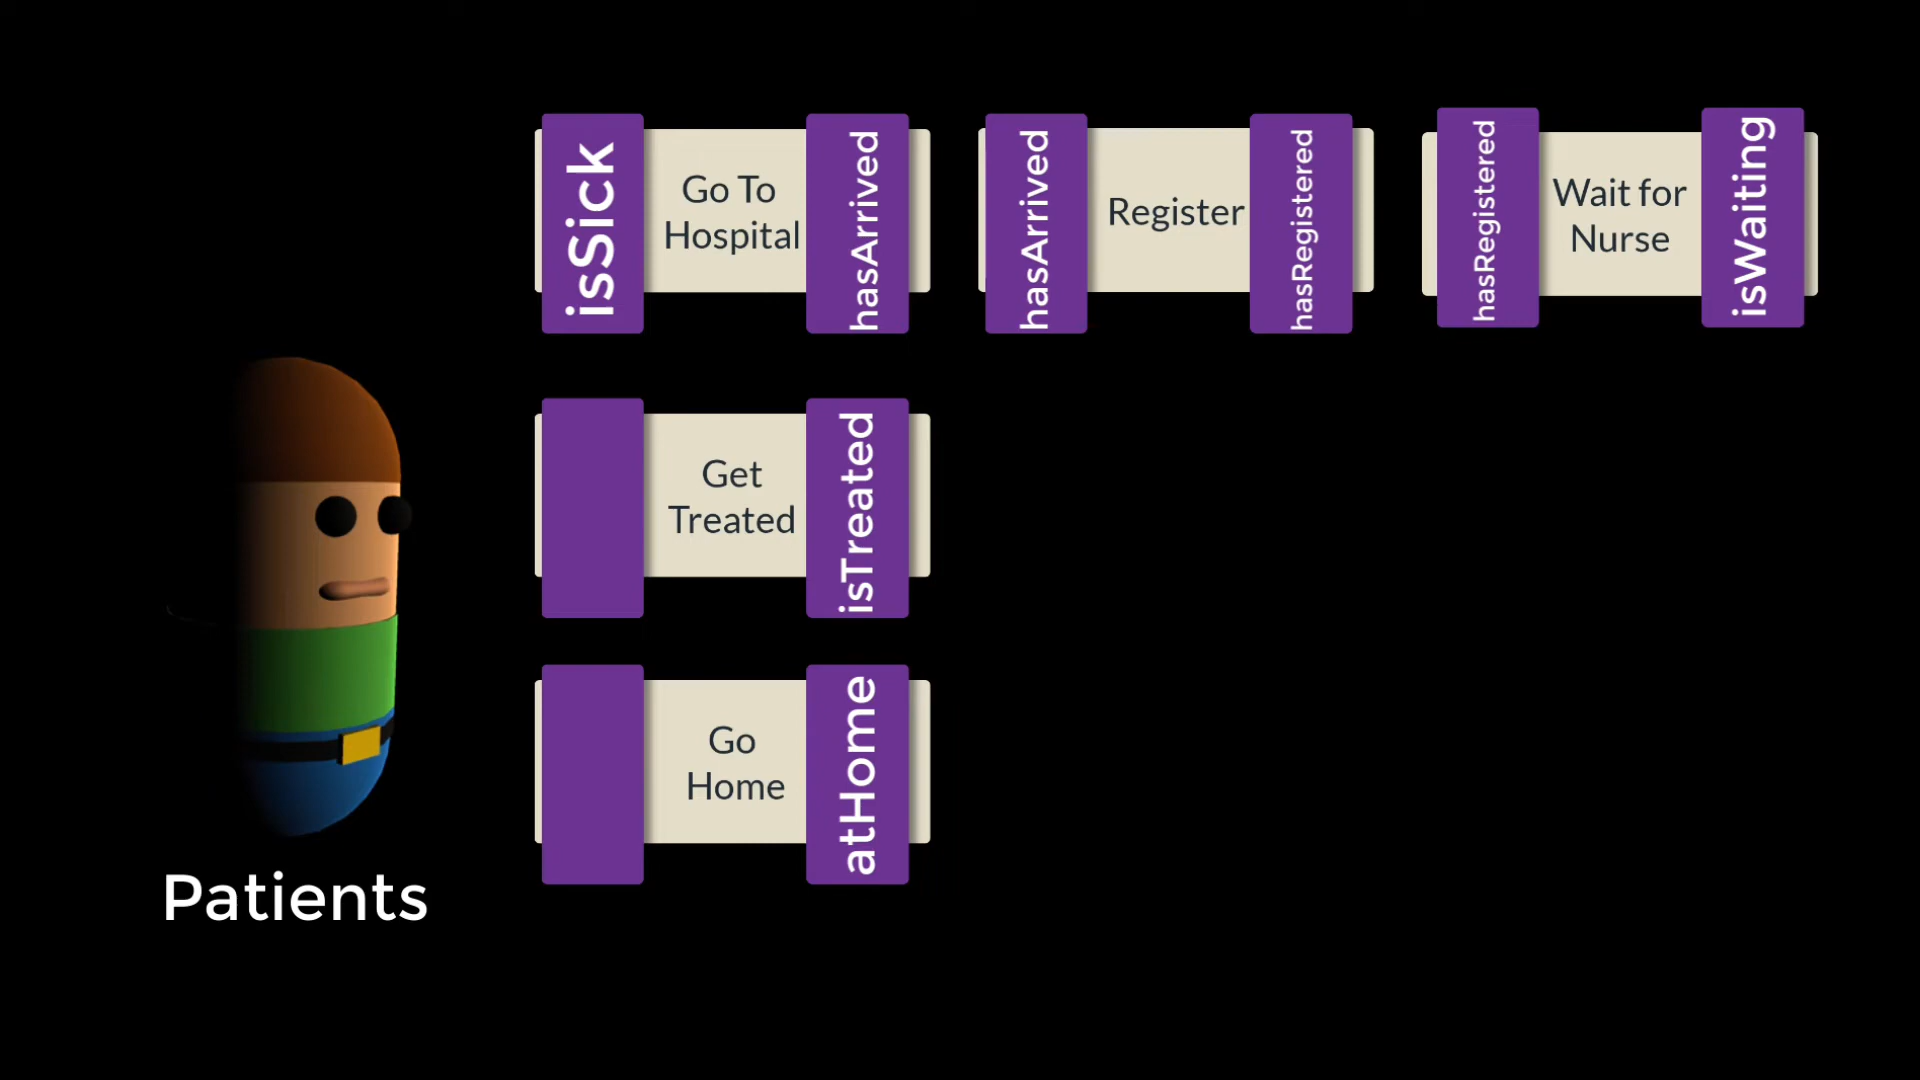 isSick
Go To
Hospital
hasArrived
hasArrived
Register
hasRegistered
hasRegistered
Wait for
Nurse
isWaiting
Get
Treated
isTreated
Go
Home
atHome
Patients